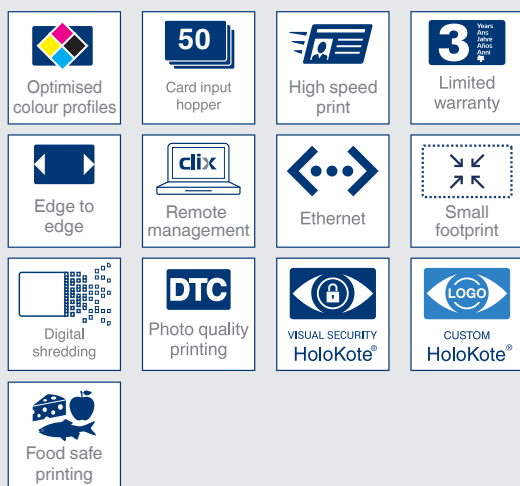 Optimised
colour profiles
50
Card input
hopper
High speed
print
3
Years
Ans
Jahre
Años
Anni
Limited
warranty
Edge to
edge
clix
Remote
management
Ethernet
Small
footprint
Digital
shredding
DTC
Photo quality
printing
VISUAL SECURITY
HoloKote®
LOGO
CUSTOM
HoloKote®
Food safe
printing